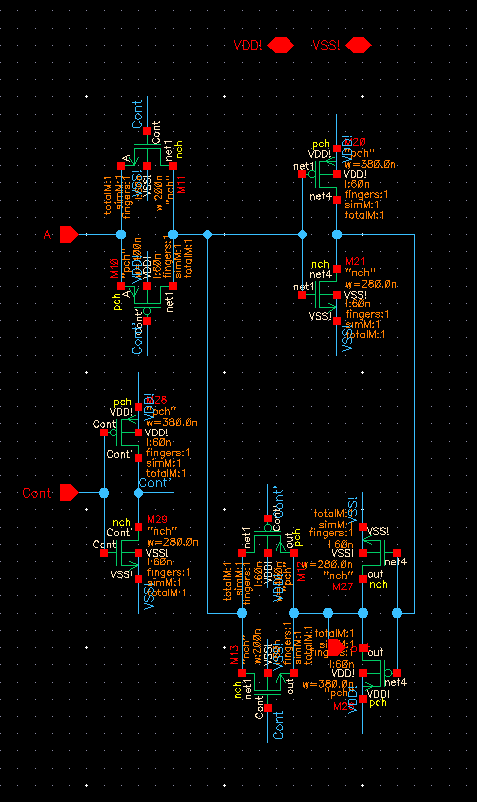 VDD!
VSS!
Cont
Cont
net1
nch
A
VSS!
M11
w:200n
"nch"
l:60n
fingers:1
simM:1
totalM:1
pch
VDD!
"pch"
w=380.0n
VDD!
net1
l:60n
fingers:1
net4
simM:1
totalM:1
A
M10
"pch"
VDD!
l:60n
fingers:1
simM:1
totalM:1
pch
A
Cont'
net1
Cont'
nch
M21
"nch"
w=280.0n
net1
VSS!
l:60n
VSS!
fingers:1
simM:1
totalM:1
VSS!
pch
VDD!
"pch"
w=380.0n
Cont
VDD!
l:60n
fingers:1
Cont'
simM:1
totalM:1
Cont'
Cont
nch
Cont'
M29
"nch"
w=280.0n
Cont
VSS!
l:60n
VSS!
fingers:1
simM:1
totalM:1
VSS!
Cont'
Cont'
net1
out
pch
M12
"pch"
VDD!
l:60n
fingers:1
simM:1
totalM:1
totalM:1
simM:1
fingers:1
l:60n
VSS!
VSS!
w=280.0n
"nch"
out
M27
nch
net4
M13
"nch"
w:200n
VSS!
l:60n
fingers:1
simM:1
totalM:1
nch
net1
out
Cont
Cont
totalM:1
simM:1
out
fingers:1
l:60n
VDD!
w=380.0n
net4
"pch"
VDD!
pch
VDD!